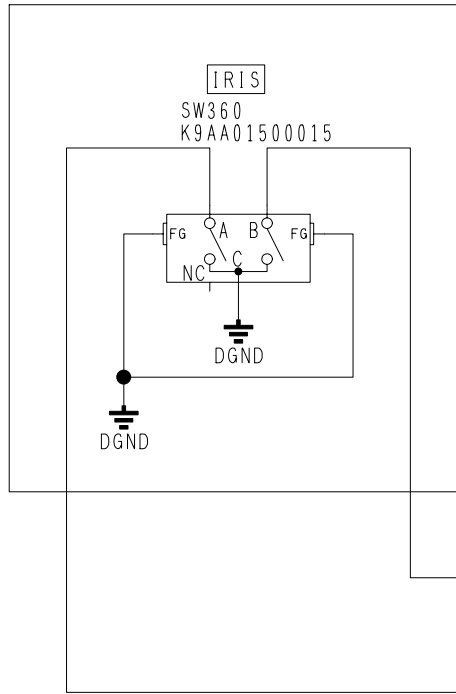 IRIS
SW360
K9AA01500015
FG A B FG
NC C
DGND
DGND